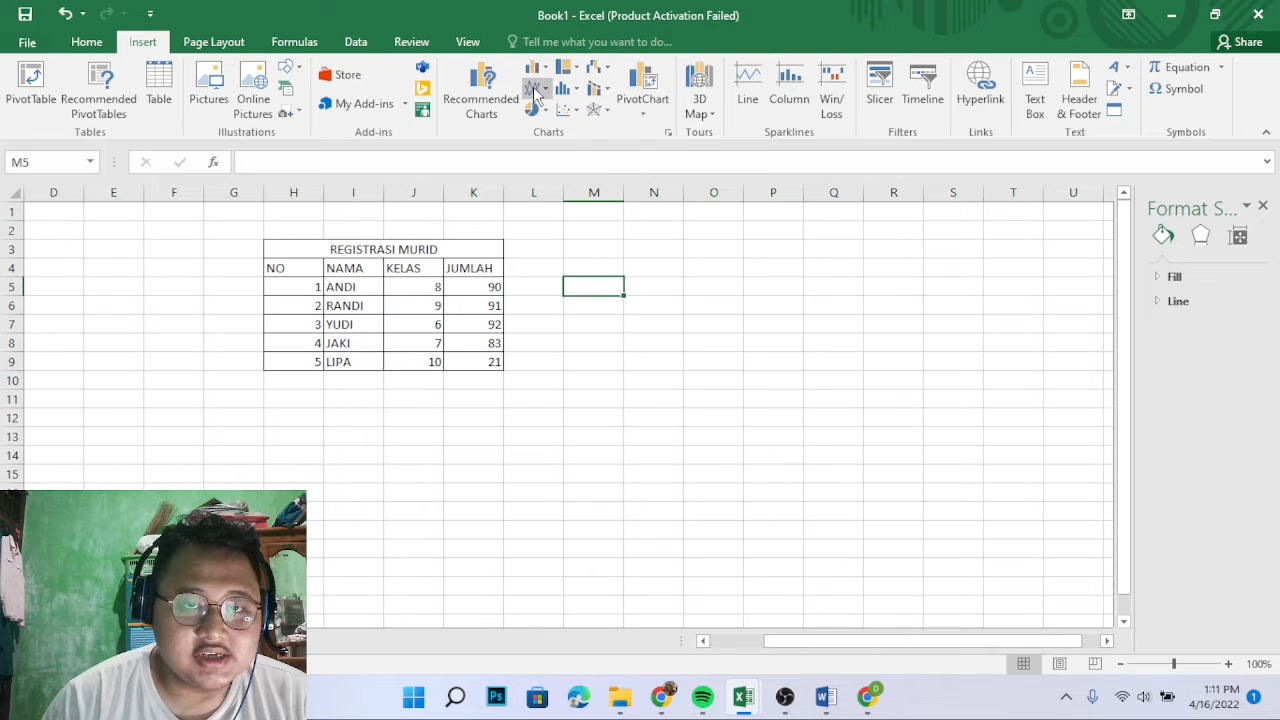 Book1 - Excel (Product Activation Failed)
File Home Insert Page Layout Formulas Data Review View Tell me what you want to do... Share
PivotTable Recommended PivotTables Table
Pictures Online Pictures
Store
My Add-ins
Recommended Charts
PivotChart
3D Map
Line Column Win/Loss
Slicer Timeline
Hyperlink
Text Box Header & Footer
Equation
Symbol
Tables Illustrations Add-ins Charts Tours Sparklines Filters Links Text Symbols
M5 fx
D E F G H I J K L M N O P Q R S T U
1
2
3 REGISTRASI MURID
4 NO NAMA KELAS JUMLAH
5 1 ANDI 8 90
6 2 RANDI 9 91
7 3 YUDI 6 92
8 4 JAKI 7 83
9 5 LIPA 10 21
10
11
12
13
14
15
Format S...
Fill
Line
100%
Ps
D
1:11 PM
4/16/2022
1